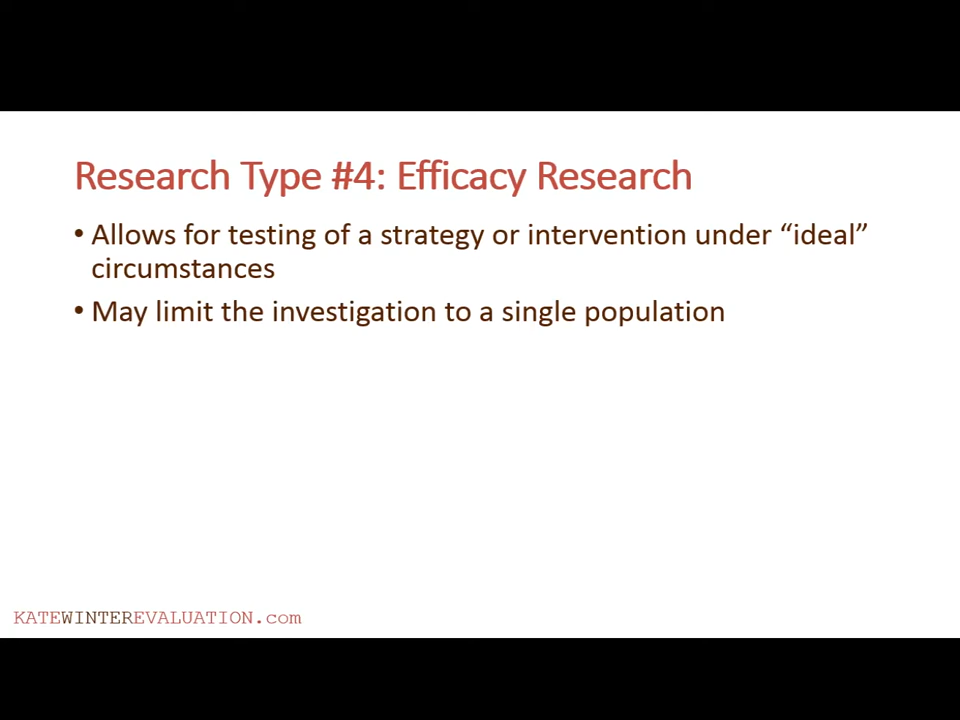 Research Type #4: Efficacy Research
• Allows for testing of a strategy or intervention under “ideal”
circumstances
• May limit the investigation to a single population
KATEWINTEREVALUATION.com